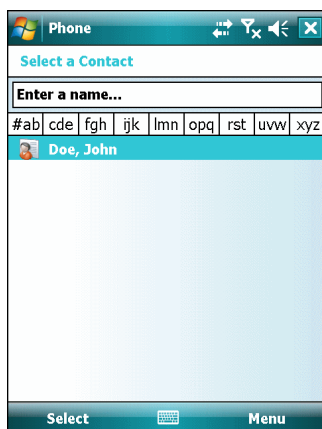 Phone
Select a Contact
Enter a name...
#ab cde fgh ijk lmn opq rst uvw xyz
Doe, John
Select Menu